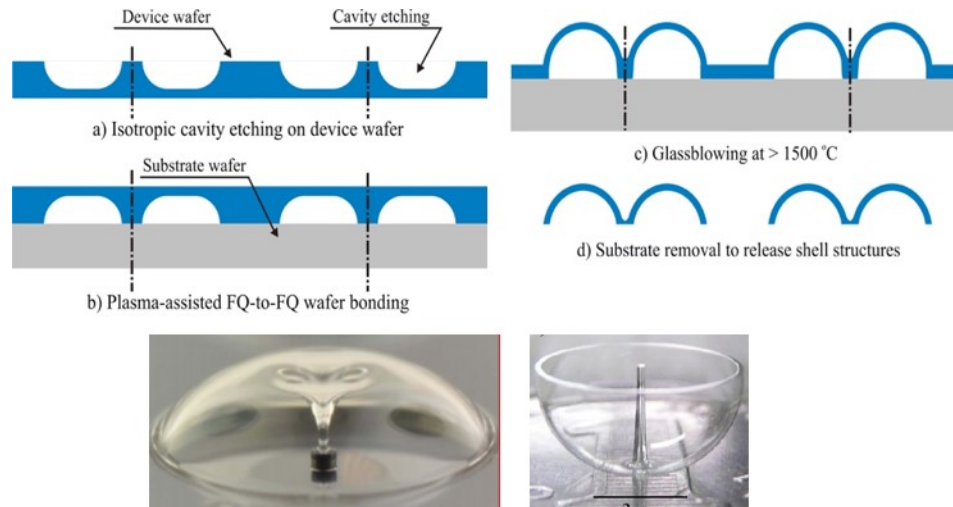 Device wafer
Cavity etching
a) Isotropic cavity etching on device wafer
Substrate wafer
b) Plasma-assisted FQ-to-FQ wafer bonding
c) Glassblowing at > 1500 °C
d) Substrate removal to release shell structures